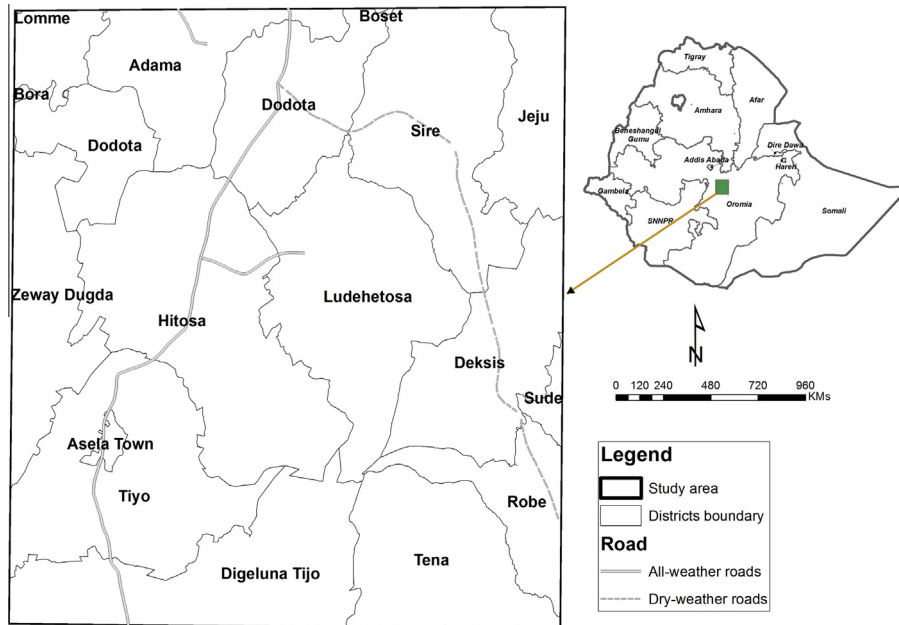 Lomme
Boset
Adama
Bora
Dodota
Jeju
Sire
Dodota
Zeway Dugda
Ludehetosa
Hitosa
Deksis
Sude
Asela Town
Tiyo
Robe
Tena
Digeluna Tijo
Tigray
Amhara
Afar
Beneshangul
Gumu
Dire Dawa
Addis Ababa
Hareri
Gambela
Oromia
Somali
SNNPR
N
0 120 240 480 720 960
KMs
Legend
Study area
Districts boundary
Road
All-weather roads
Dry-weather roads